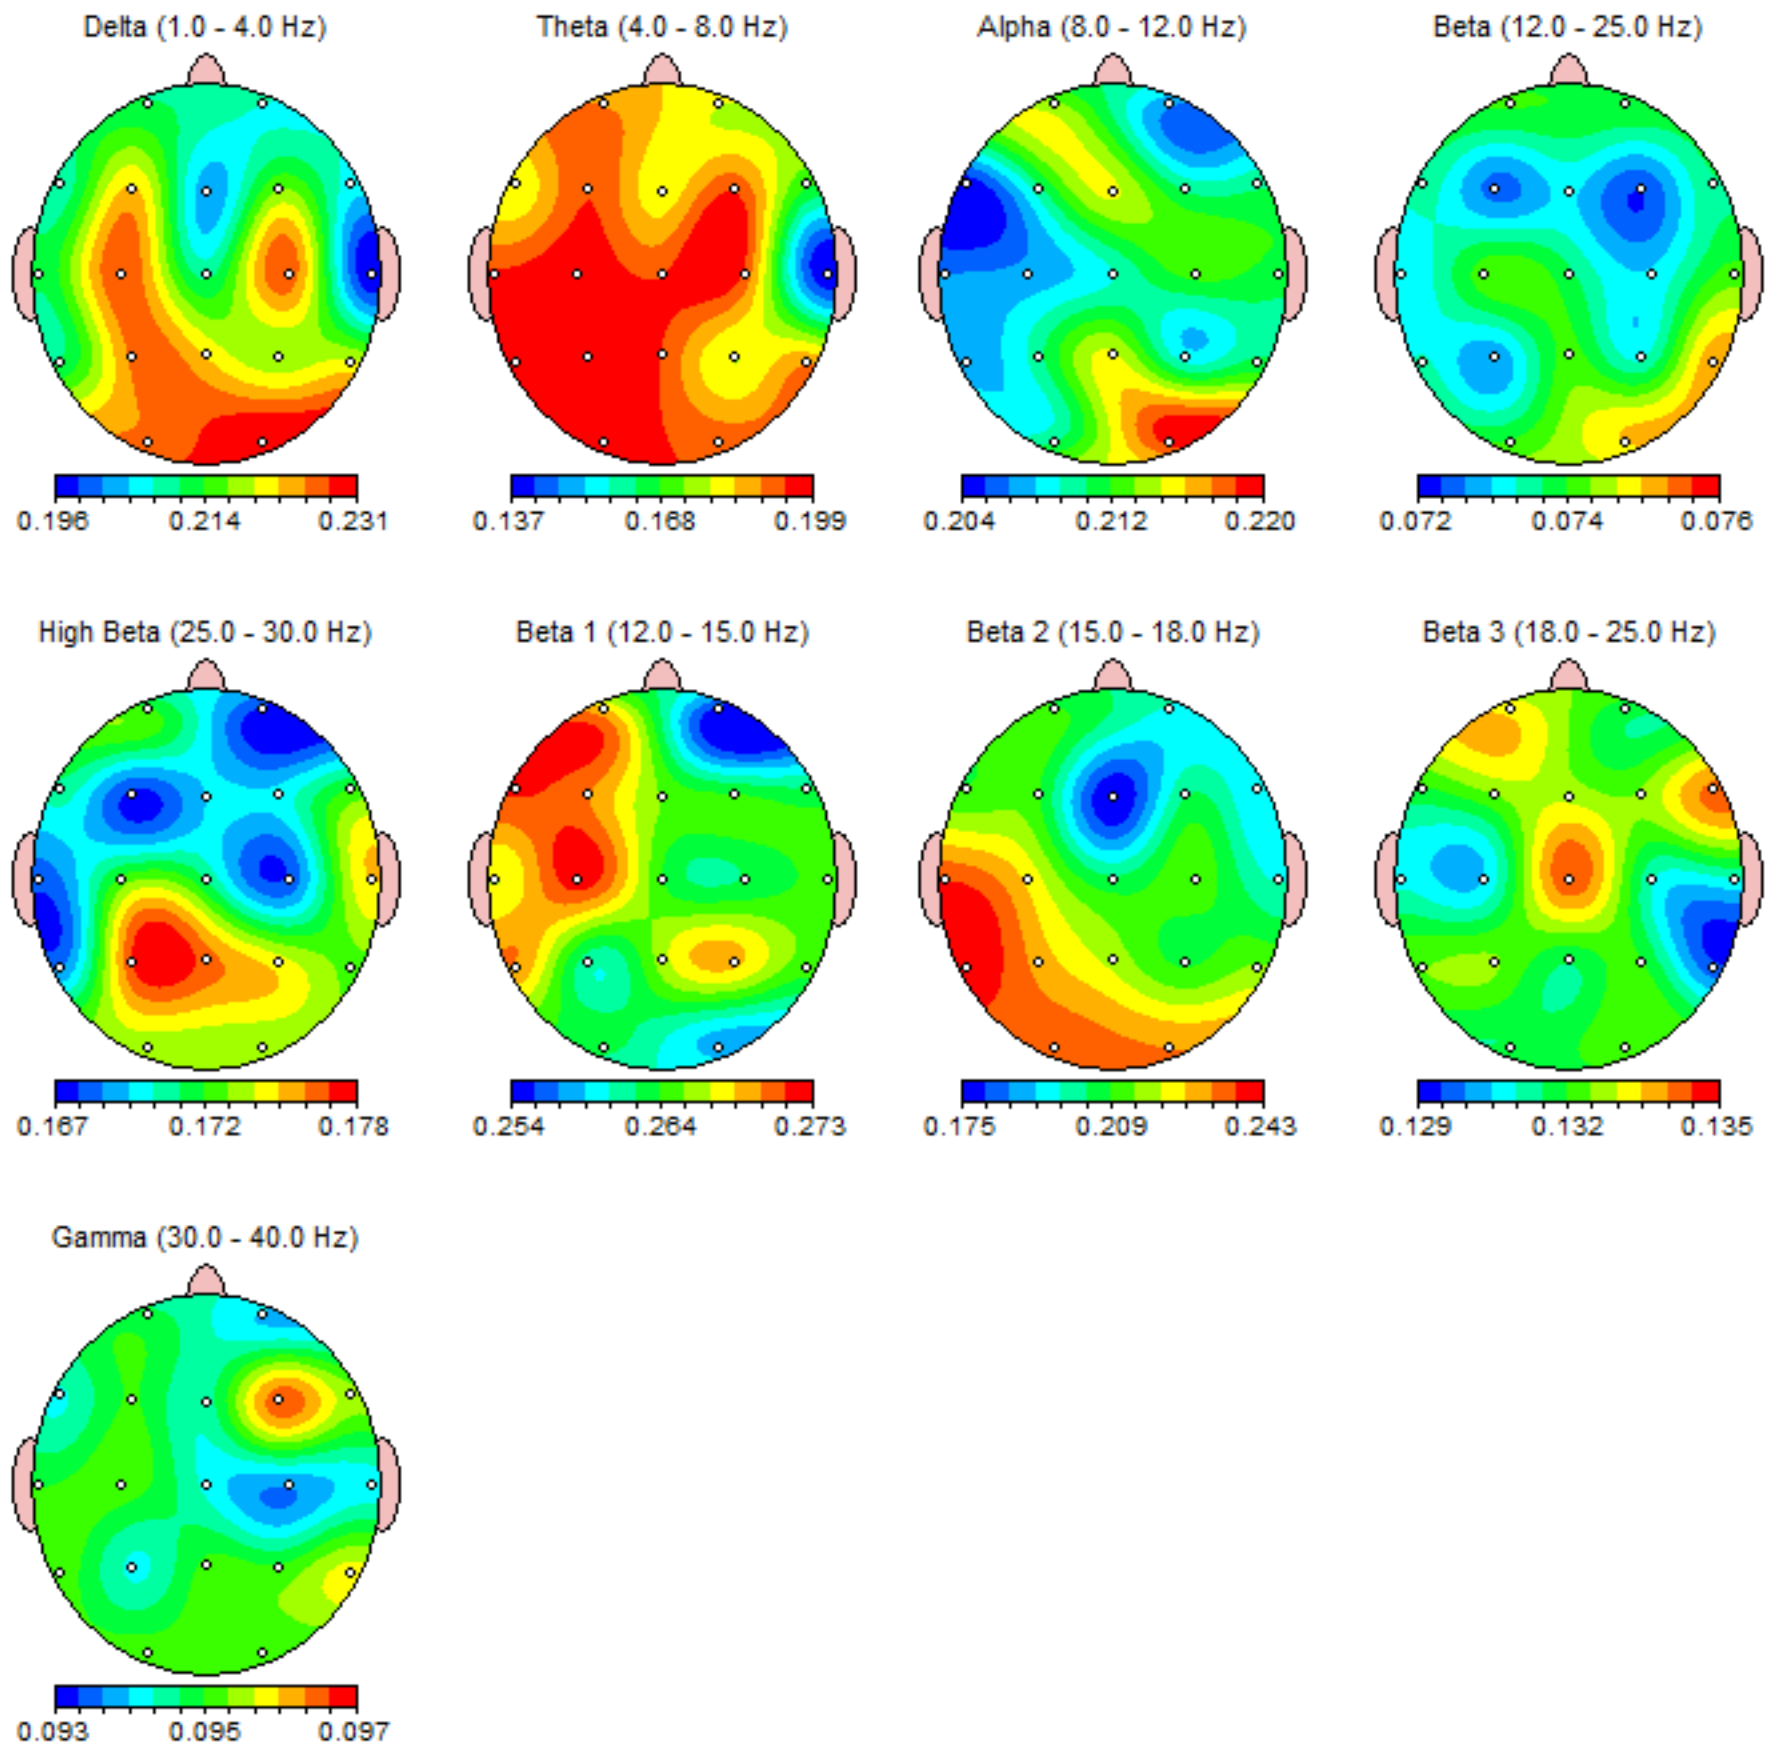 Delta (1.0 - 4.0 Hz) Theta (4.0 - 8.0 Hz) Alpha (8.0 - 12.0 Hz) Beta (12.0 - 25.0 Hz)
0.196 0.214 0.231 0.137 0.168 0.199 0.204 0.212 0.220 0.072 0.074 0.076
High Beta (25.0 - 30.0 Hz) Beta 1 (12.0 - 15.0 Hz) Beta 2 (15.0 - 18.0 Hz) Beta 3 (18.0 - 25.0 Hz)
0.167 0.172 0.178 0.254 0.264 0.273 0.175 0.209 0.243 0.129 0.132 0.135
Gamma (30.0 - 40.0 Hz)
0.093 0.095 0.097